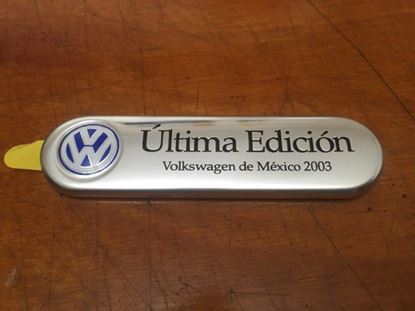 Última Edición
Volkswagen de México 2003